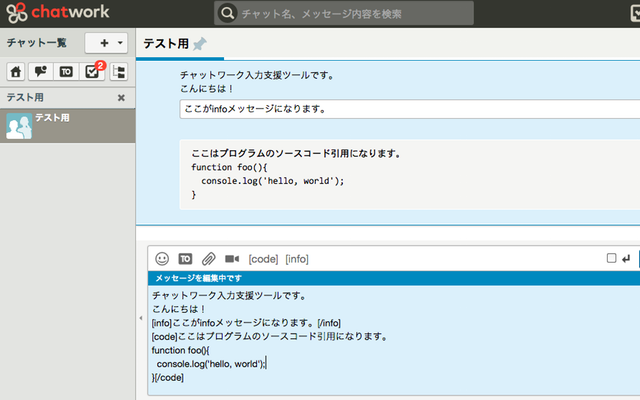 chatwork
チャット名、メッセージ内容を検索
チャット一覧
+
TO
2
テスト用
テスト用
テスト用
チャットワーク入力支援ツールです。
こんにちは！
ここがinfoメッセージになります。
ここはプログラムのソースコード引用になります。
function foo(){
console.log('hello, world');
}
TO [code] [info]
メッセージを編集中です
チャットワーク入力支援ツールです。
こんにちは！
[info]ここがinfoメッセージになります。[/info]
[code]ここはプログラムのソースコード引用になります。
function foo(){
console.log('hello, world');
}[/code]